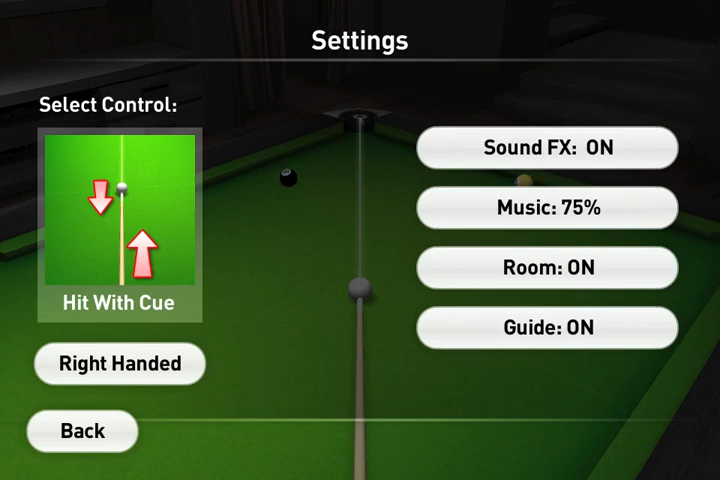 Settings
Select Control:
Hit With Cue
Right Handed
Back
Sound FX: ON
Music: 75%
Room: ON
Guide: ON